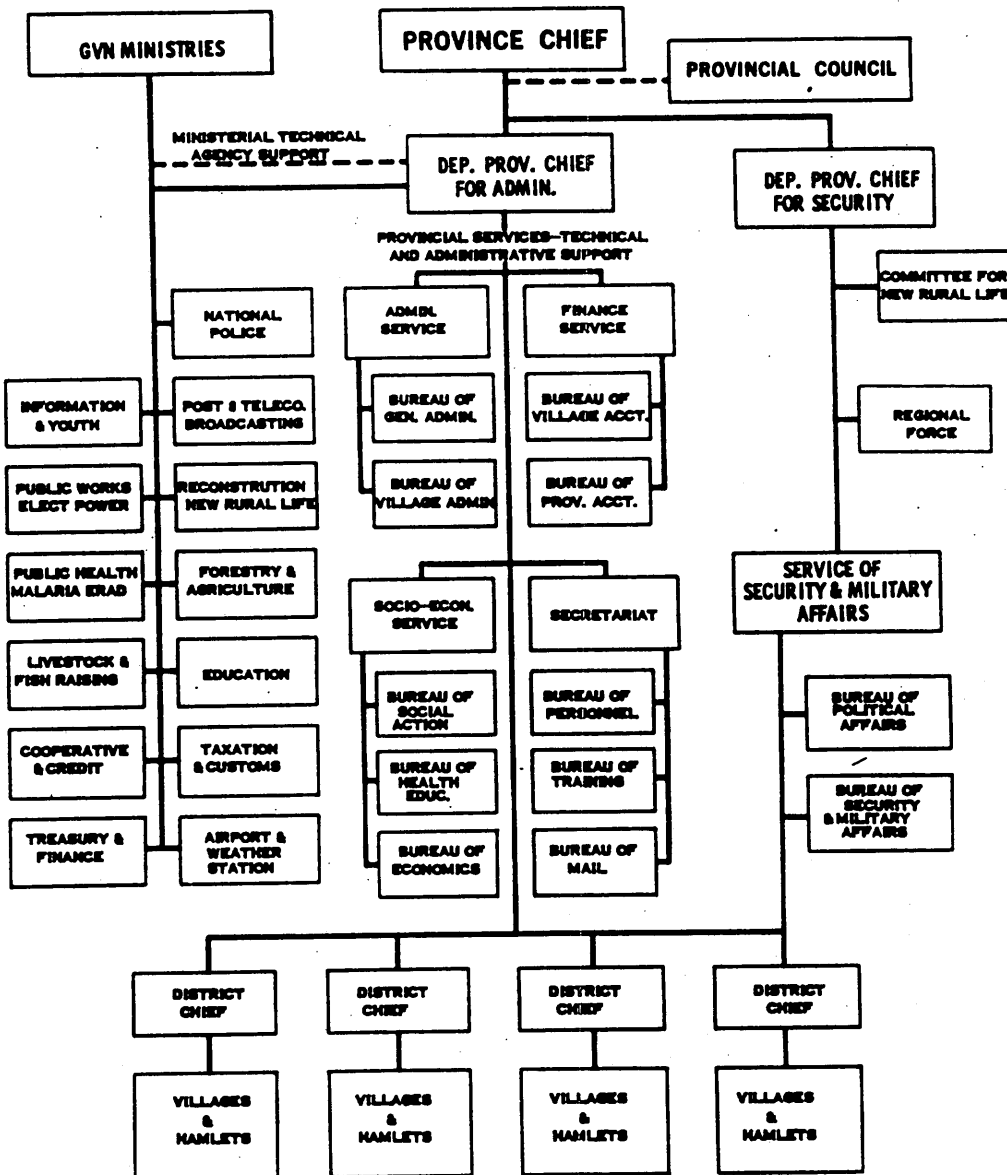 GVN MINISTRIES
PROVINCE CHIEF
PROVINCIAL COUNCIL
MINISTERIAL TECHNICAL
AGENCY SUPPORT
DEP. PROV. CHIEF
FOR ADMIN.
DEP. PROV. CHIEF
FOR SECURITY
PROVINCIAL SERVICES-TECHNICAL
AND ADMINISTRATIVE SUPPORT
COMMITTEE FOR
NEW RURAL LIFE
NATIONAL
POLICE
ADMIN.
SERVICE
FINANCE
SERVICE
INFORMATION
& YOUTH
POST & TELECO.
BROADCASTING
BUREAU OF
GEN. ADMIN.
BUREAU OF
VILLAGE ACCT.
REGIONAL
FORCE
PUBLIC WORKS
ELECT POWER
RECONSTRUTION
NEW RURAL LIFE
BUREAU OF
VILLAGE ADMIN
BUREAU OF
PROV. ACCT.
PUBLIC HEALTH
MALARIA ERAD
FORESTRY &
AGRICULTURE
SOCIO-ECON.
SERVICE
SECRETARIAT
SERVICE OF
SECURITY & MILITARY
AFFAIRS
LIVESTOCK &
FISH RAISING
EDUCATION
BUREAU OF
SOCIAL
ACTION
BUREAU OF
PERSONNEL
BUREAU OF
POLITICAL
AFFAIRS
COOPERATIVE
& CREDIT
TAXATION
& CUSTOMS
BUREAU OF
HEALTH
EDUC.
BUREAU OF
TRAINING
BUREAU OF
SECURITY
& MILITARY
AFFAIRS
TREASURY &
FINANCE
AIRPORT &
WEATHER
STATION
BUREAU OF
ECONOMICS
BUREAU OF
MAIL
DISTRICT
CHIEF
DISTRICT
CHIEF
DISTRICT
CHIEF
DISTRICT
CHIEF
VILLAGES
&
HAMLETS
VILLAGES
&
HAMLETS
VILLAGES
&
HAMLETS
VILLAGES
&
HAMLETS